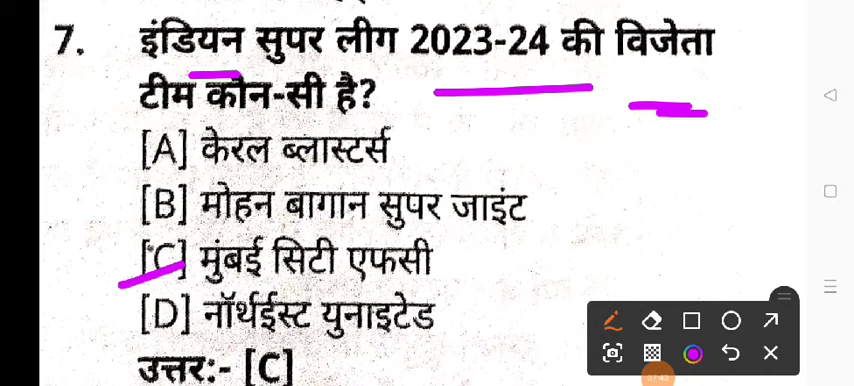 7. इंडियन सुपर लीग 2023-24 की विजेता
टीम कौन-सी है?
[A] केरल ब्लास्टर्स
[B] मोहन बागान सुपर जाइंट
[C] मुंबई सिटी एफसी
[D] नॉर्थईस्ट युनाइटेड
उत्तर:- [C]